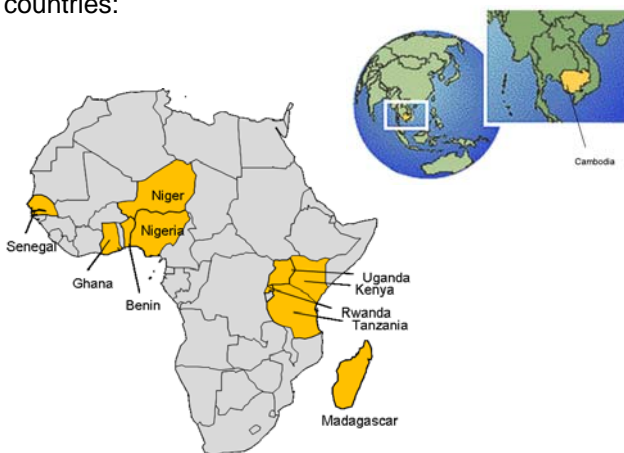 countries:
Cambodia
Niger
Nigeria
Senegal
Ghana
Benin
Uganda
Kenya
Rwanda
Tanzania
Madagascar